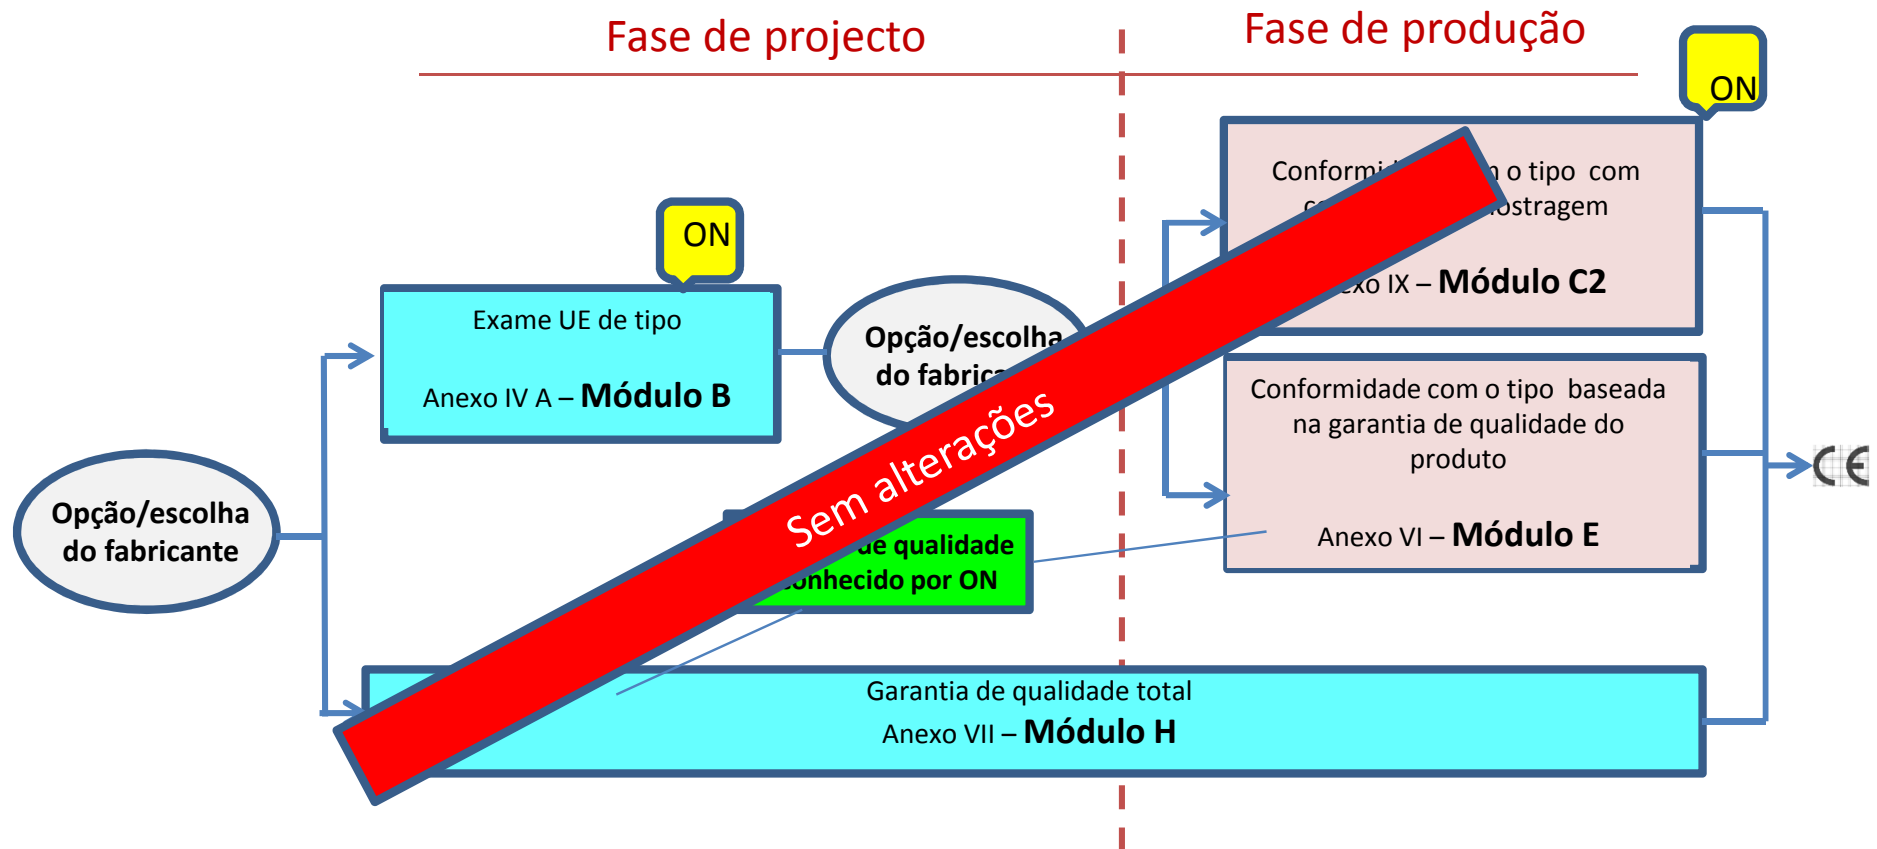 Fase de projecto
Fase de produção
ON
Conformi o tipo com
ostragem
IX – Módulo C2
ON
Exame UE de tipo
Anexo IV A – Módulo B
Opção/escolha
do fabrica
Conformidade com o tipo baseada
na garantia de qualidade do
produto
Anexo VI – Módulo E
Sem alterações
Opção/escolha
do fabricante
de qualidade
onhecido por ON
CE
Garantia de qualidade total
Anexo VII – Módulo H